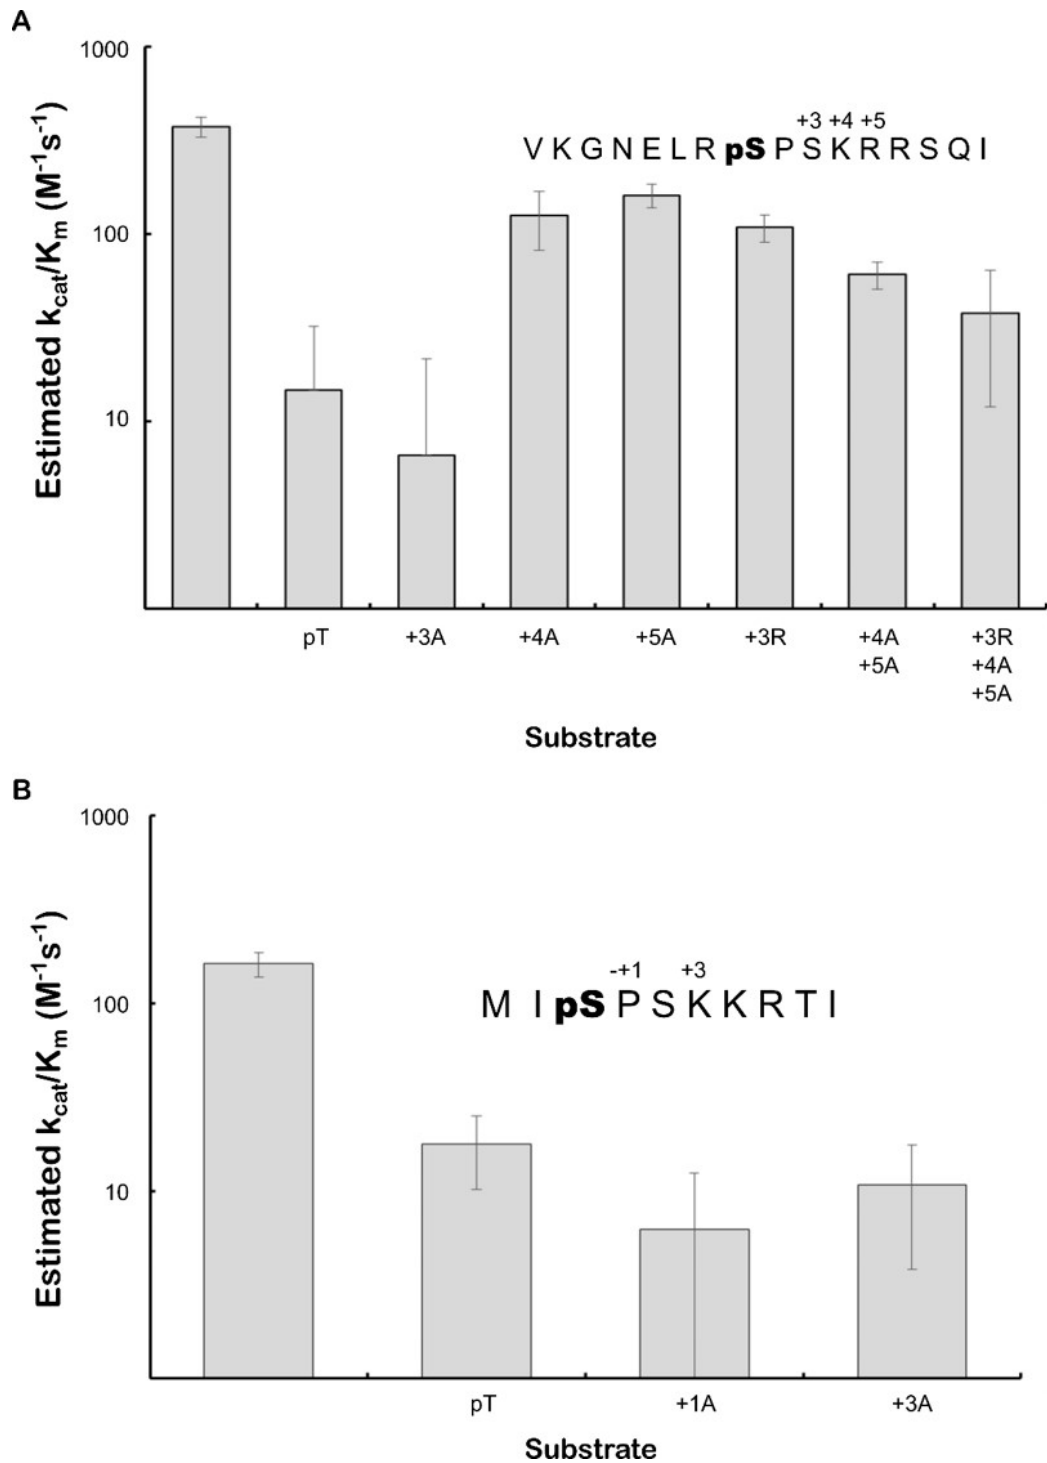 A
1000
100
10
Estimated kcat/Km (M-1s-1)
+3 +4 +5
V K G N E L R pS P S K R R S Q I
pT +3A +4A +5A +3R +4A +3R
+5A +4A
+5A
Substrate
B
1000
100
10
Estimated kcat/Km (M-1s-1)
-+1 +3
M I pS P S K K R T I
pT +1A +3A
Substrate